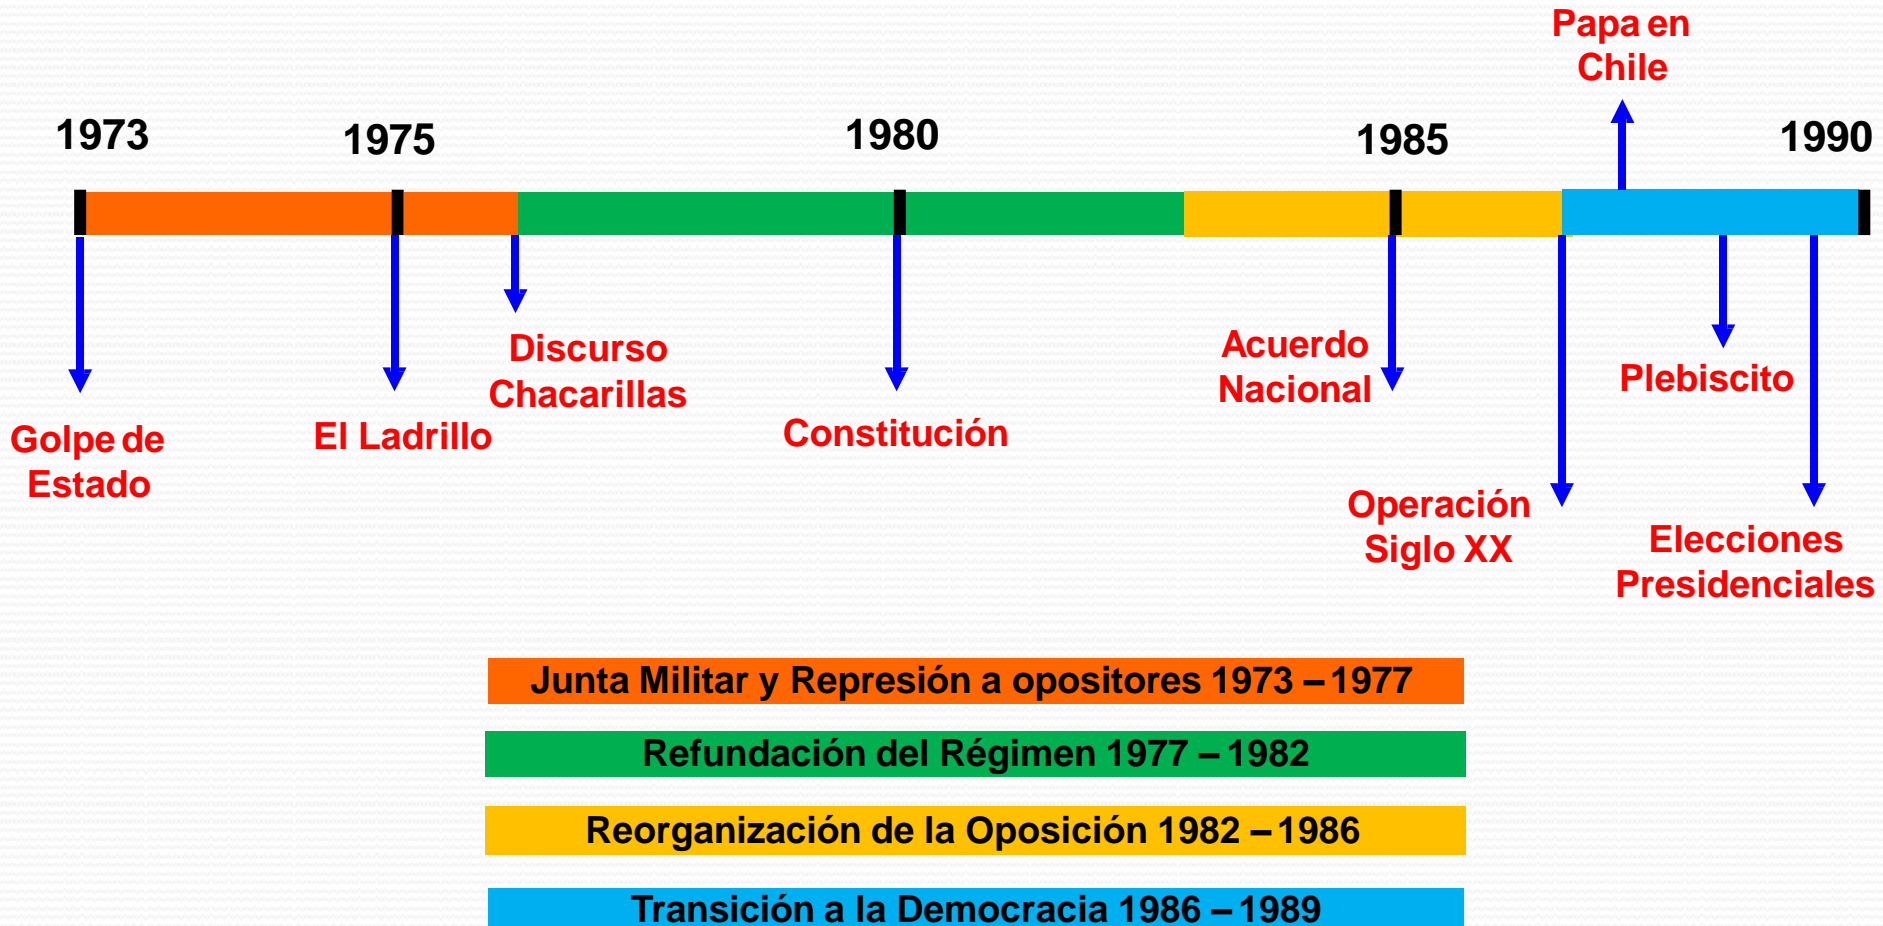 Papa en
Chile
1973
1975
1980
1985
1990
Discurso
Chacarillas
Acuerdo
Nacional
Plebiscito
Golpe de
Estado
El Ladrillo
Constitución
Operación
Siglo XX
Elecciones
Presidenciales
Junta Militar y Represión a opositores 1973 – 1977
Refundación del Régimen 1977 – 1982
Reorganización de la Oposición 1982 – 1986
Transición a la Democracia 1986 – 1989